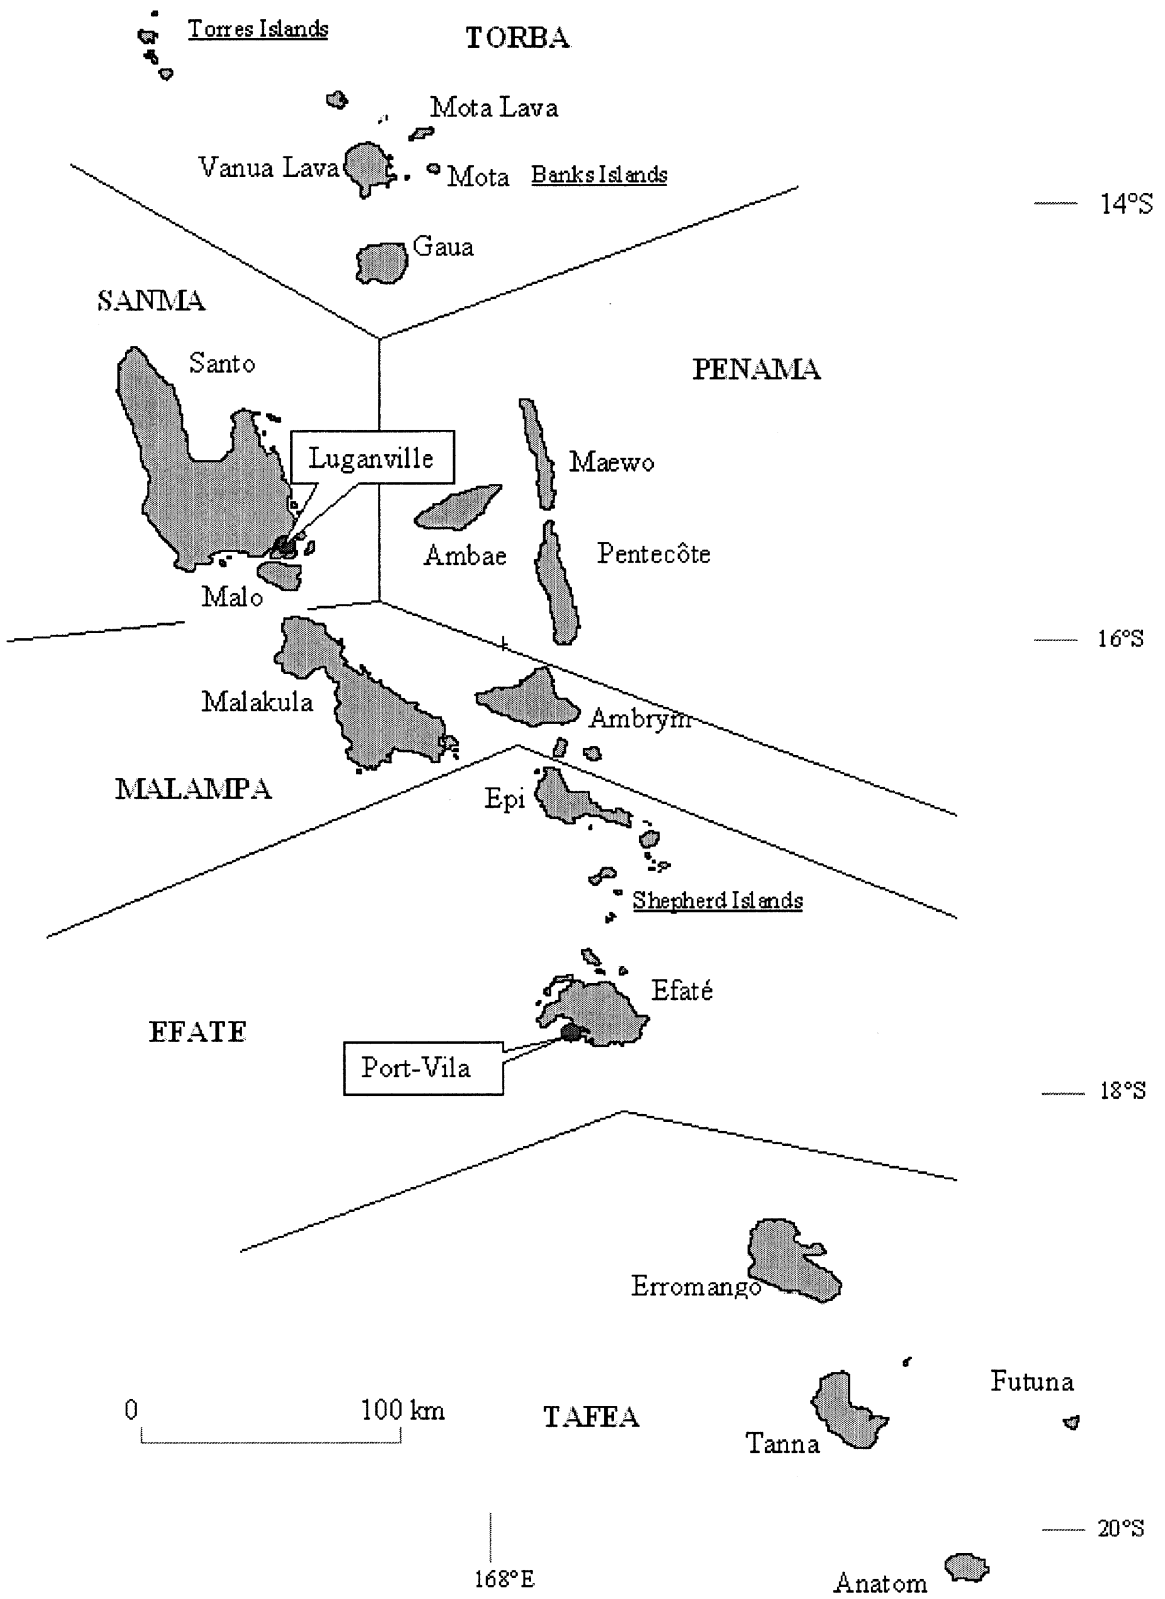 Torres Islands
TORBA
Mota Lava
Vanua Lava
Mota
Banks Islands
14°S
Gaua
SANMA
Santo
PENAMA
Luganville
Maewo
Ambae
Pentecôte
Malo
16°S
Malakula
Ambrym
MALAMPA
Epi
Shepherd Islands
Efaté
EFATE
Port-Vila
18°S
Erromango
Futuna
0
100 km
TAFEA
Tanna
20°S
168°E
Anatom